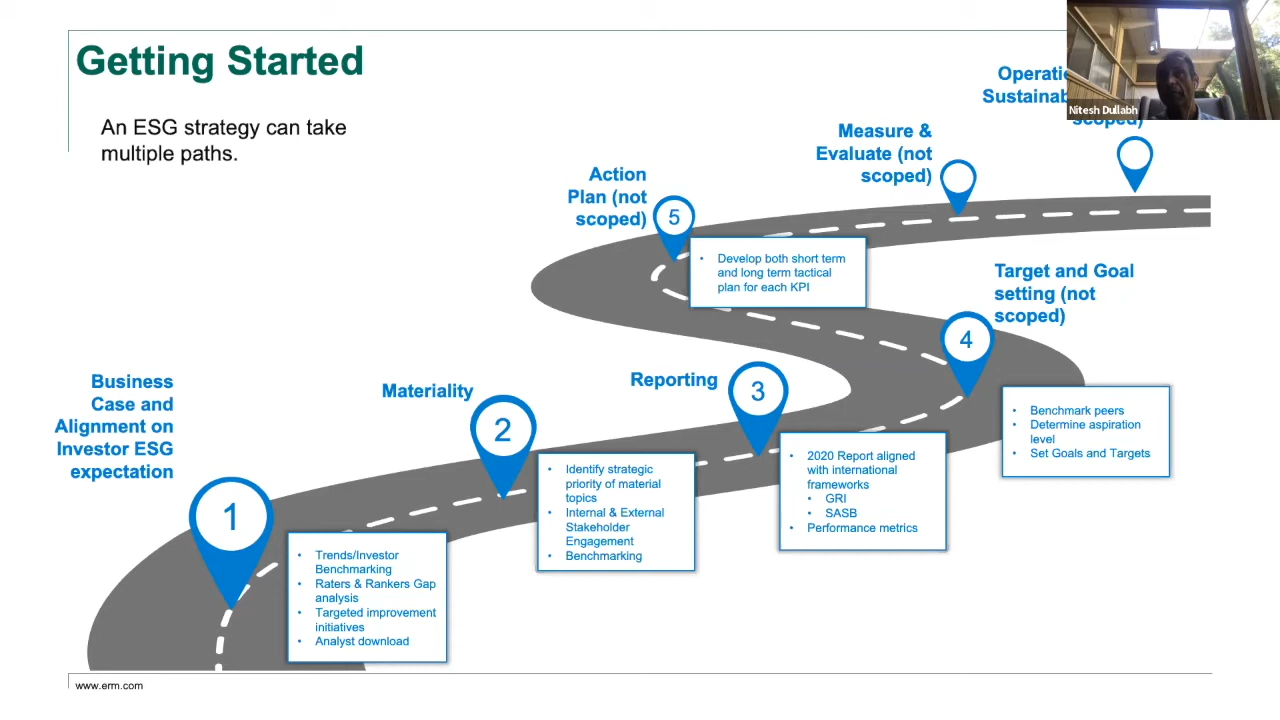 Getting Started
An ESG strategy can take
multiple paths.
Business
Case and
Alignment on
Investor ESG
expectation
1
• Trends/Investor
Benchmarking
• Raters & Rankers Gap
analysis
• Targeted improvement
initiatives
• Analyst download
Materiality
2
• Identify strategic
priority of material
topics
• Internal & External
Stakeholder
Engagement
• Benchmarking
Reporting
3
• 2020 Report aligned
with international
frameworks
• GRI
• SASB
• Performance metrics
Target and Goal
setting (not
scoped)
4
• Benchmark peers
• Determine aspiration
level
• Set Goals and Targets
Action
Plan (not
scoped)
5
• Develop both short term
and long term tactical
plan for each KPI
Measure &
Evaluate (not
scoped)
scoped)
Nitesh Dullabh
www.erm.com